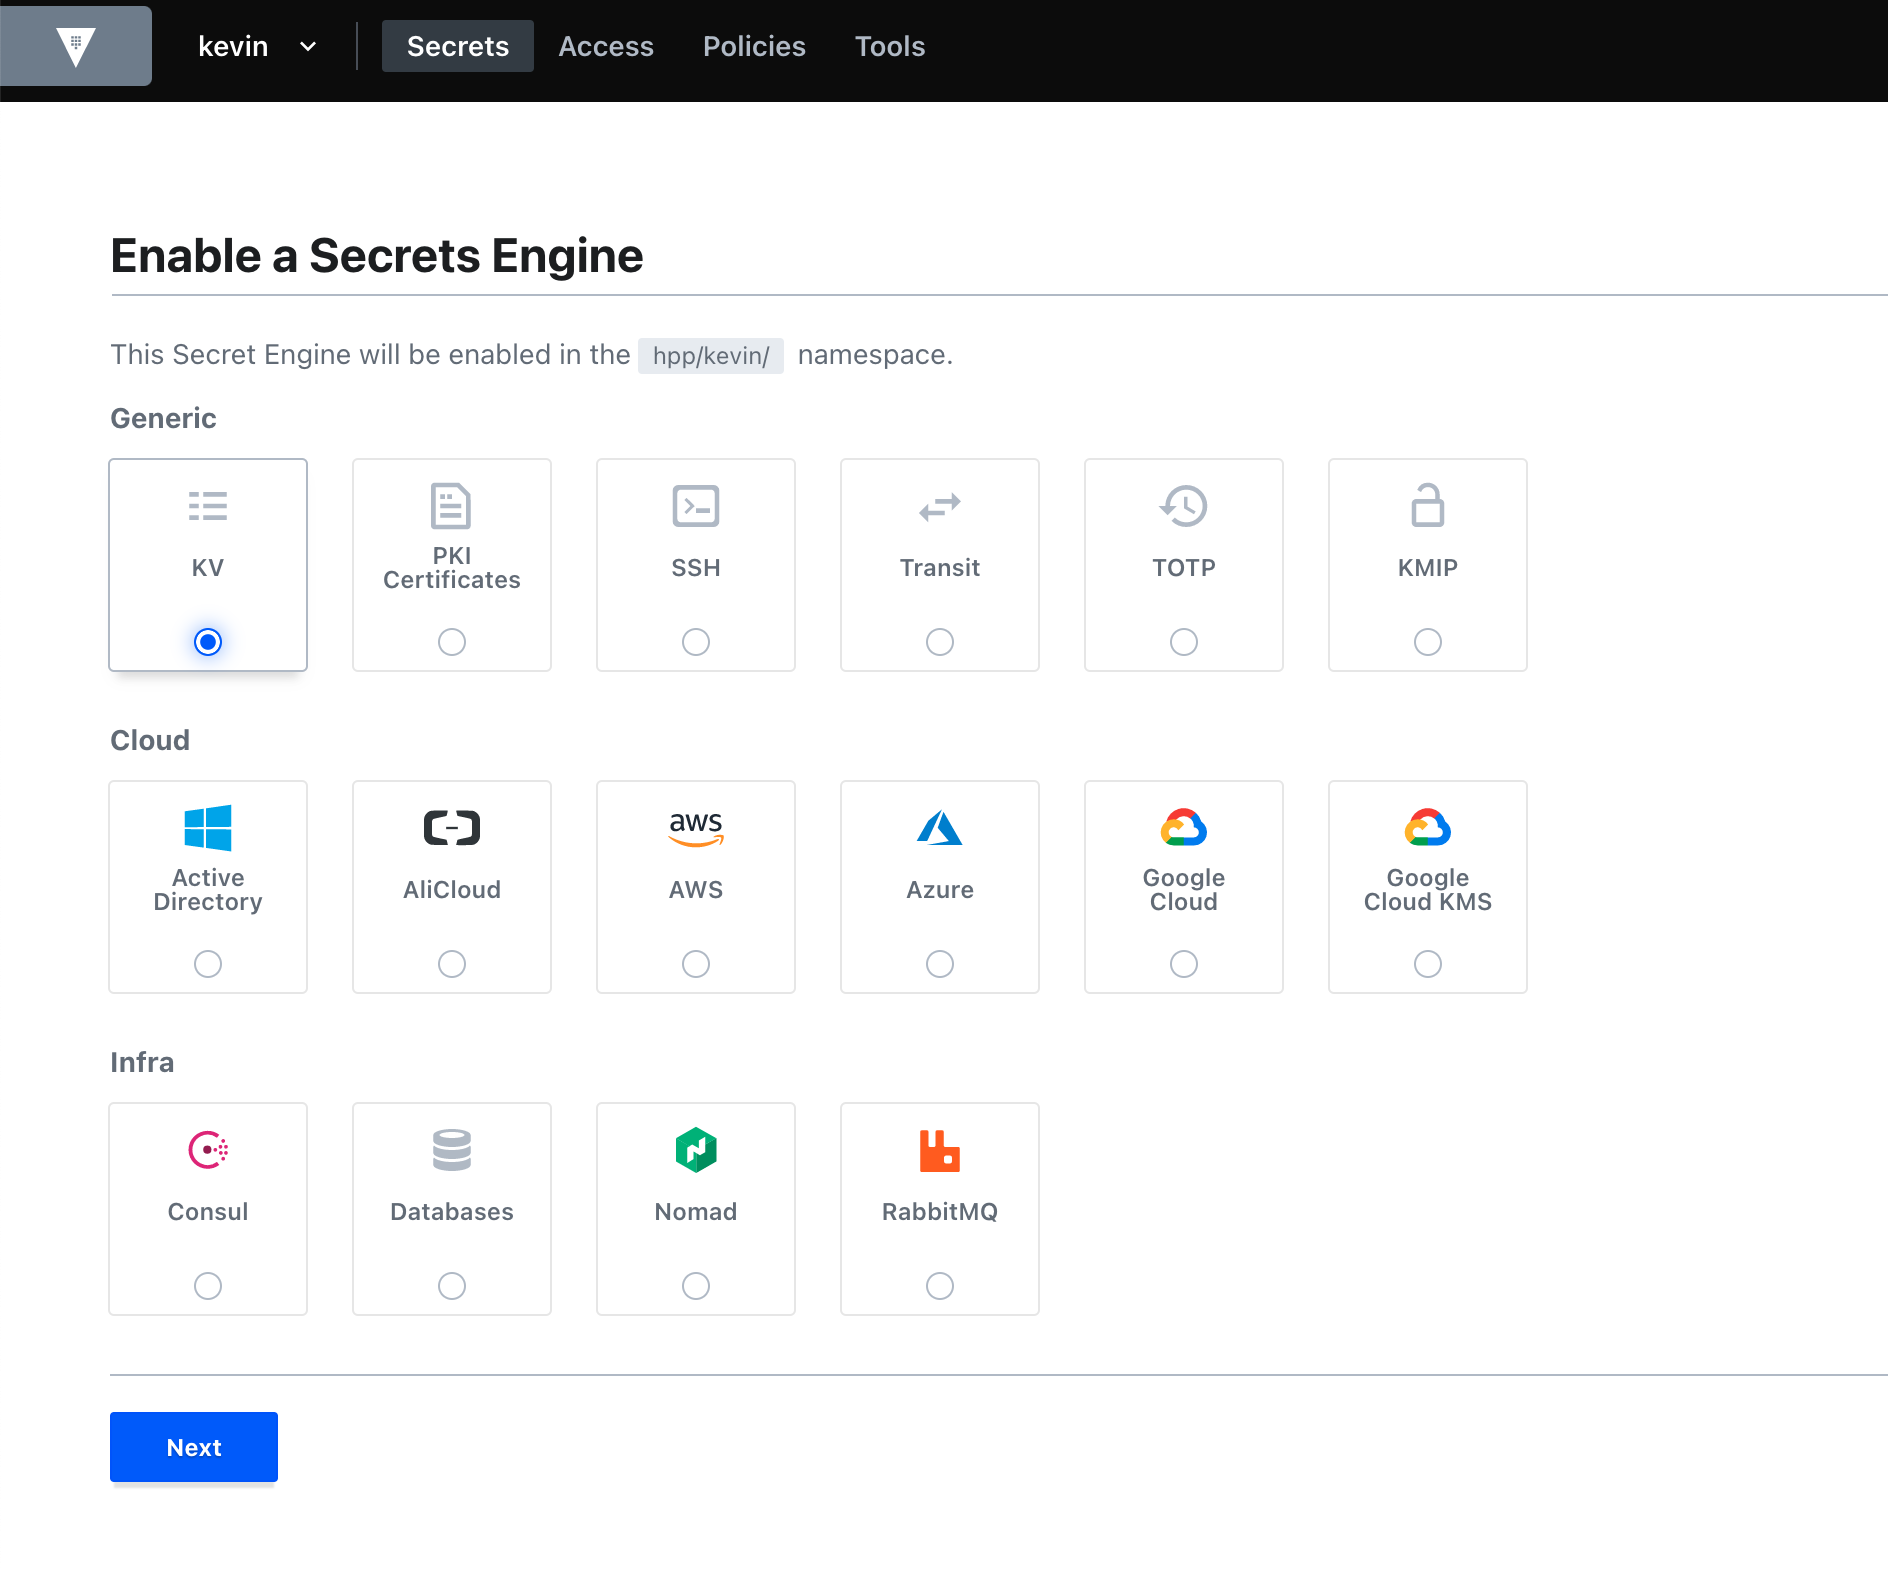 kevin Secrets Access Policies Tools
Enable a Secrets Engine
This Secret Engine will be enabled in the hpp/kevin/ namespace.
Generic
KV
PKI
Certificates
SSH
Transit
TOTP
KMIP
Cloud
Active
Directory
AliCloud
aws
AWS
Azure
Google
Cloud
Google
Cloud KMS
Infra
Consul
Databases
Nomad
RabbitMQ
Next